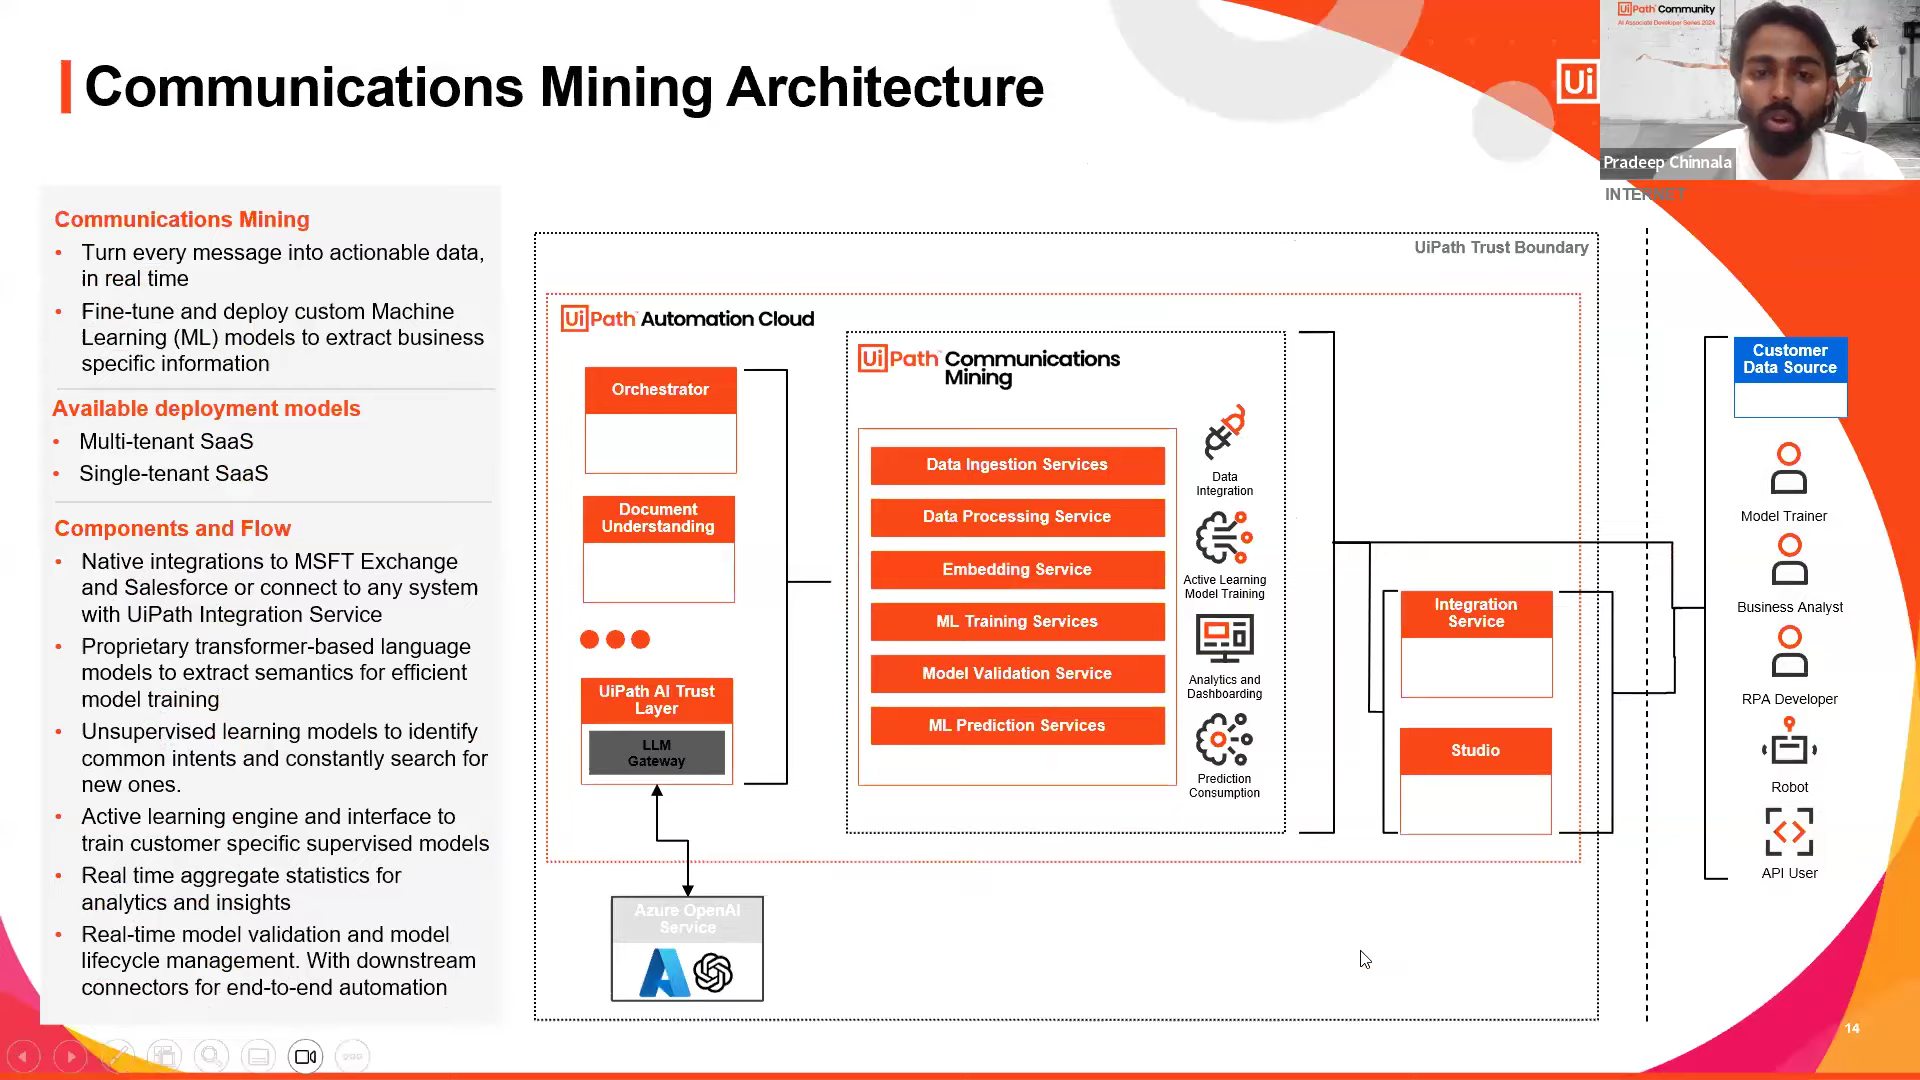 Communications Mining Architecture
Ui
UiPath Community
AI Associate Developer Series 2024
Pradeep Chinnala
INTERNET
Communications Mining
• Turn every message into actionable data,
in real time
• Fine-tune and deploy custom Machine
Learning (ML) models to extract business
specific information
Available deployment models
• Multi-tenant SaaS
• Single-tenant SaaS
Components and Flow
• Native integrations to MSFT Exchange
and Salesforce or connect to any system
with UiPath Integration Service
• Proprietary transformer-based language
models to extract semantics for efficient
model training
• Unsupervised learning models to identify
common intents and constantly search for
new ones.
• Active learning engine and interface to
train customer specific supervised models
• Real time aggregate statistics for
analytics and insights
• Real-time model validation and model
lifecycle management. With downstream
connectors for end-to-end automation
UiPath Trust Boundary
UiPath Automation Cloud
Orchestrator
Document
Understanding
UiPath AI Trust
Layer
LLM
Gateway
Azure OpenAI
Service
UiPath Communications
Mining
Data Ingestion Services
Data Processing Service
Embedding Service
ML Training Services
Model Validation Service
ML Prediction Services
Data
Integration
Active Learning
Model Training
Analytics and
Dashboarding
Prediction
Consumption
Integration
Service
Studio
Customer
Data Source
Model Trainer
Business Analyst
RPA Developer
Robot
API User
14